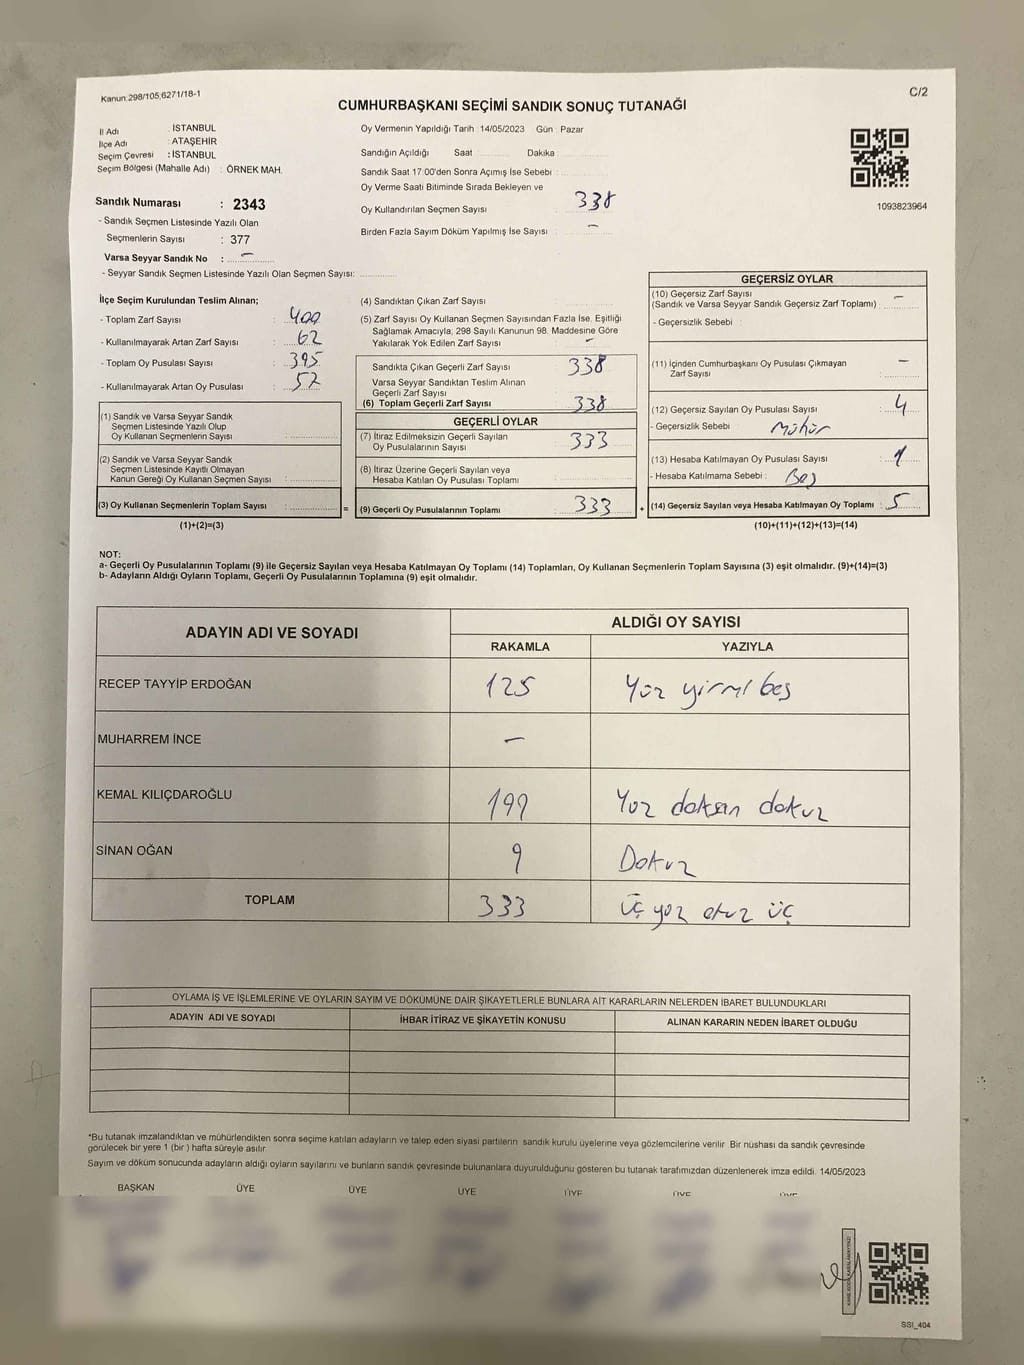 Kanun:298/105,6271/18-1
C/2
CUMHURBAŞKANI SEÇİMİ SANDIK SONUÇ TUTANAĞI
İl Adı : İSTANBUL
İlçe Adı : ATAŞEHİR
Seçim Çevresi : İSTANBUL
Seçim Bölgesi (Mahalle Adı) : ÖRNEK MAH.
Sandık Numarası : 2343
- Sandık Seçmen Listesinde Yazılı Olan
Seçmenlerin Sayısı : 377
Varsa Seyyar Sandık No : -
- Seyyar Sandık Seçmen Listesinde Yazılı Olan Seçmen Sayısı:
Oy Vermenin Yapıldığı Tarih 14/05/2023 Gün : Pazar
Sandığın Açıldığı Saat Dakika
Sandık Saat 17:00'den Sonra Açımış İse Sebebi :
Oy Verme Saati Bitiminde Sırada Bekleyen ve
Oy Kullandırılan Seçmen Sayısı : 338
Birden Fazla Sayım Döküm Yapılmış İse Sayısı : -
1093823964
İlçe Seçim Kurulundan Teslim Alınan;
- Toplam Zarf Sayısı : 400
- Kullanılmayarak Artan Zarf Sayısı : 62
- Toplam Oy Pusulası Sayısı : 395
- Kullanılmayarak Artan Oy Pusulası : 57
(1) Sandık ve Varsa Seyyar Sandık
Seçmen Listesinde Yazılı Olup
Oy Kullanan Seçmenlerin Sayısı :
(2) Sandık ve Varsa Seyyar Sandık
Seçmen Listesinde Kayıtlı Olmayan
Kanun Gereği Oy Kullanan Seçmen Sayısı :
(3) Oy Kullanan Seçmenlerin Toplam Sayısı :
(1)+(2)=(3)
=
(4) Sandıktan Çıkan Zarf Sayısı :
(5) Zarf Sayısı Oy Kullanan Seçmen Sayısından Fazla İse, Eşitliği
Sağlamak Amacıyla, 298 Sayılı Kanunun 98. Maddesine Göre
Yakılarak Yok Edilen Zarf Sayısı : -
Sandıkta Çıkan Geçerli Zarf Sayısı : 338
Varsa Seyyar Sandıktan Teslim Alınan
Geçerli Zarf Sayısı :
(6) Toplam Geçerli Zarf Sayısı : 338
GEÇERLİ OYLAR
(7) İtiraz Edilmeksizin Geçerli Sayılan
Oy Pusulalarının Sayısı : 333
(8) İtiraz Üzerine Geçerli Sayılan veya
Hesaba Katılan Oy Pusulası Toplamı :
(9) Geçerli Oy Pusulalarının Toplamı : 333
+
GEÇERSİZ OYLAR
(10) Geçersiz Zarf Sayısı
(Sandık ve Varsa Seyyar Sandık Geçersiz Zarf Toplamı) : -
- Geçersizlik Sebebi :
(11) İçinden Cumhurbaşkanı Oy Pusulası Çıkmayan
Zarf Sayısı : -
(12) Geçersiz Sayılan Oy Pusulası Sayısı : 4
- Geçersizlik Sebebi : Mühür
(13) Hesaba Katılmayan Oy Pusulası Sayısı : 1
- Hesaba Katılmama Sebebi : Boş
(14) Geçersiz Sayılan veya Hesaba Katılmayan Oy Toplamı : 5
(10)+(11)+(12)+(13)=(14)
NOT:
a- Geçerli Oy Pusulalarının Toplamı (9) ile Geçersiz Sayılan veya Hesaba Katılmayan Oy Toplamı (14) Toplamları, Oy Kullanan Seçmenlerin Toplam Sayısına (3) eşit olmalıdır. (9)+(14)=(3)
b- Adayların Aldığı Oyların Toplamı, Geçerli Oy Pusulalarının Toplamına (9) eşit olmalıdır.
ADAYIN ADI VE SOYADI
ALDIĞI OY SAYISI
RAKAMLA YAZIYLA
RECEP TAYYİP ERDOĞAN 125 Yüz yirmi beş
MUHARREM İNCE -
KEMAL KILIÇDAROĞLU 199 Yüz doksan dokuz
SİNAN OĞAN 9 Dokuz
TOPLAM 333 Üç yüz otuz üç
OYLAMA İŞ VE İŞLEMLERİNE VE OYLARIN SAYIM VE DÖKÜMÜNE DAİR ŞİKAYETLERLE BUNLARA AİT KARARLARIN NELERDEN İBARET BULUNDUKLARI
ADAYIN ADI VE SOYADI İHBAR İTİRAZ VE ŞİKAYETİN KONUSU ALINAN KARARIN NEDEN İBARET OLDUĞU
*Bu tutanak imzalandıktan ve mühürlendikten sonra seçime katılan adayların ve talep eden siyasi partilerin sandık kurulu üyelerine veya gözlemcilerine verilir. Bir nüshası da sandık çevresinde
görülecek bir yere 1 (bir ) hafta süreyle asılır.
Sayım ve döküm sonucunda adayların aldığı oyların sayılarını ve bunların sandık çevresinde bulunanlara duyurulduğunu gösteren bu tutanak tarafımızdan düzenlenerek imza edildi. 14/05/2023
BAŞKAN ÜYE ÜYE ÜYE ÜYE ÜYE ÜYE
SSI_404